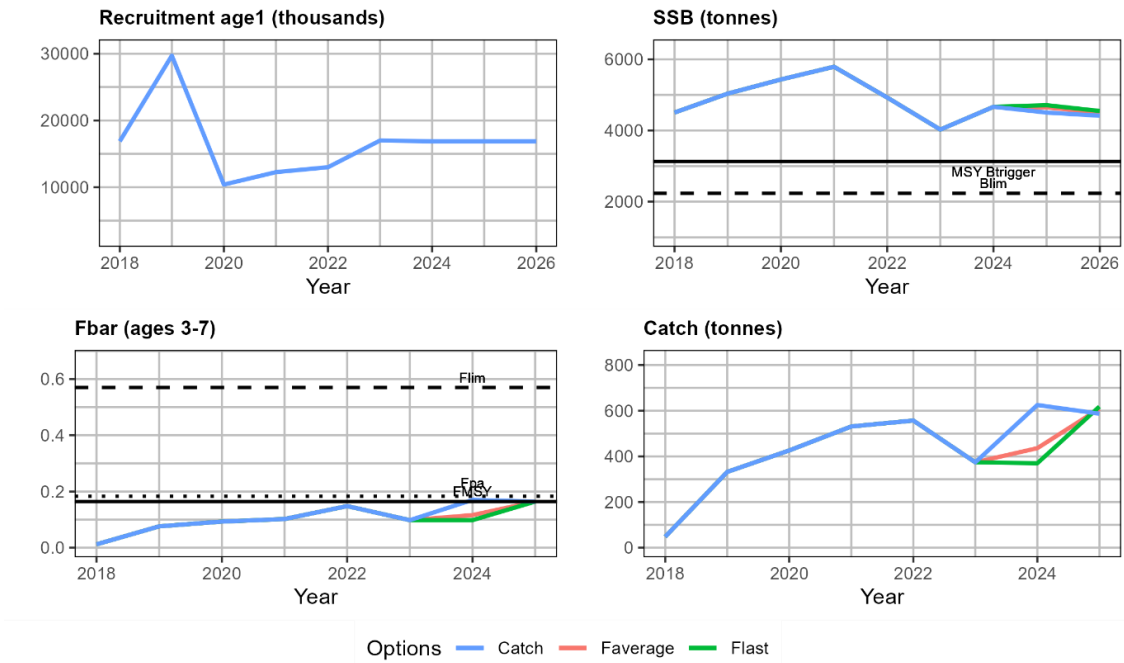 Recruitment age1 (thousands)
30000
20000
10000
2018 2020 2022 2024 2026
Year
SSB (tonnes)
6000
4000
2000
MSY Btrigger
Blim
2018 2020 2022 2024 2026
Year
Fbar (ages 3-7)
0.6
0.4
0.2
0.0
Flim
Fpa
FMSY
2018 2020 2022 2024
Year
Catch (tonnes)
800
600
400
200
0
2018 2020 2022 2024
Year
Options Catch Faverage Flast